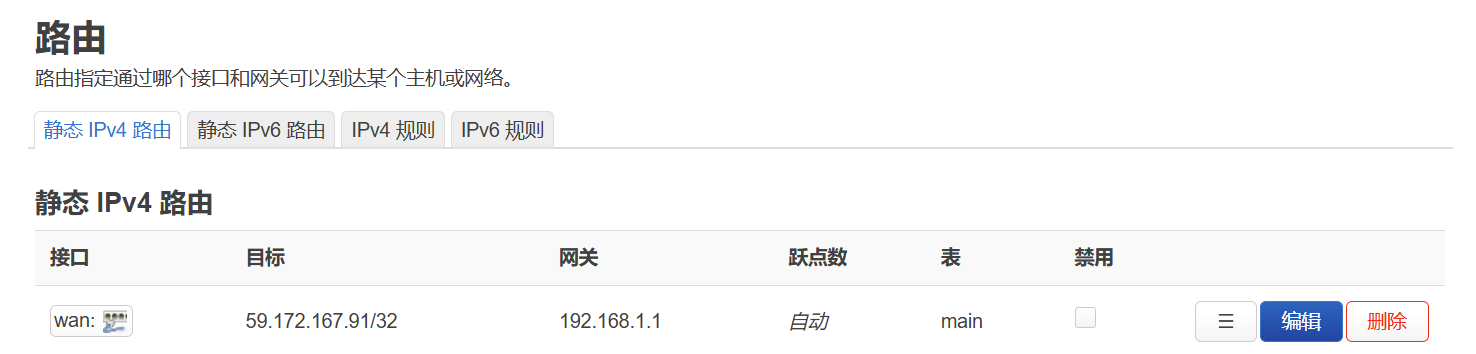 路由
路由指定通过哪个接口和网关可以到达某个主机或网络。
静态 IPv4 路由 静态 IPv6 路由 IPv4 规则 IPv6 规则
静态 IPv4 路由
接口 目标 网关 跃点数 表 禁用
wan: 59.172.167.91/32 192.168.1.1 自动 main ☰ 编辑 删除